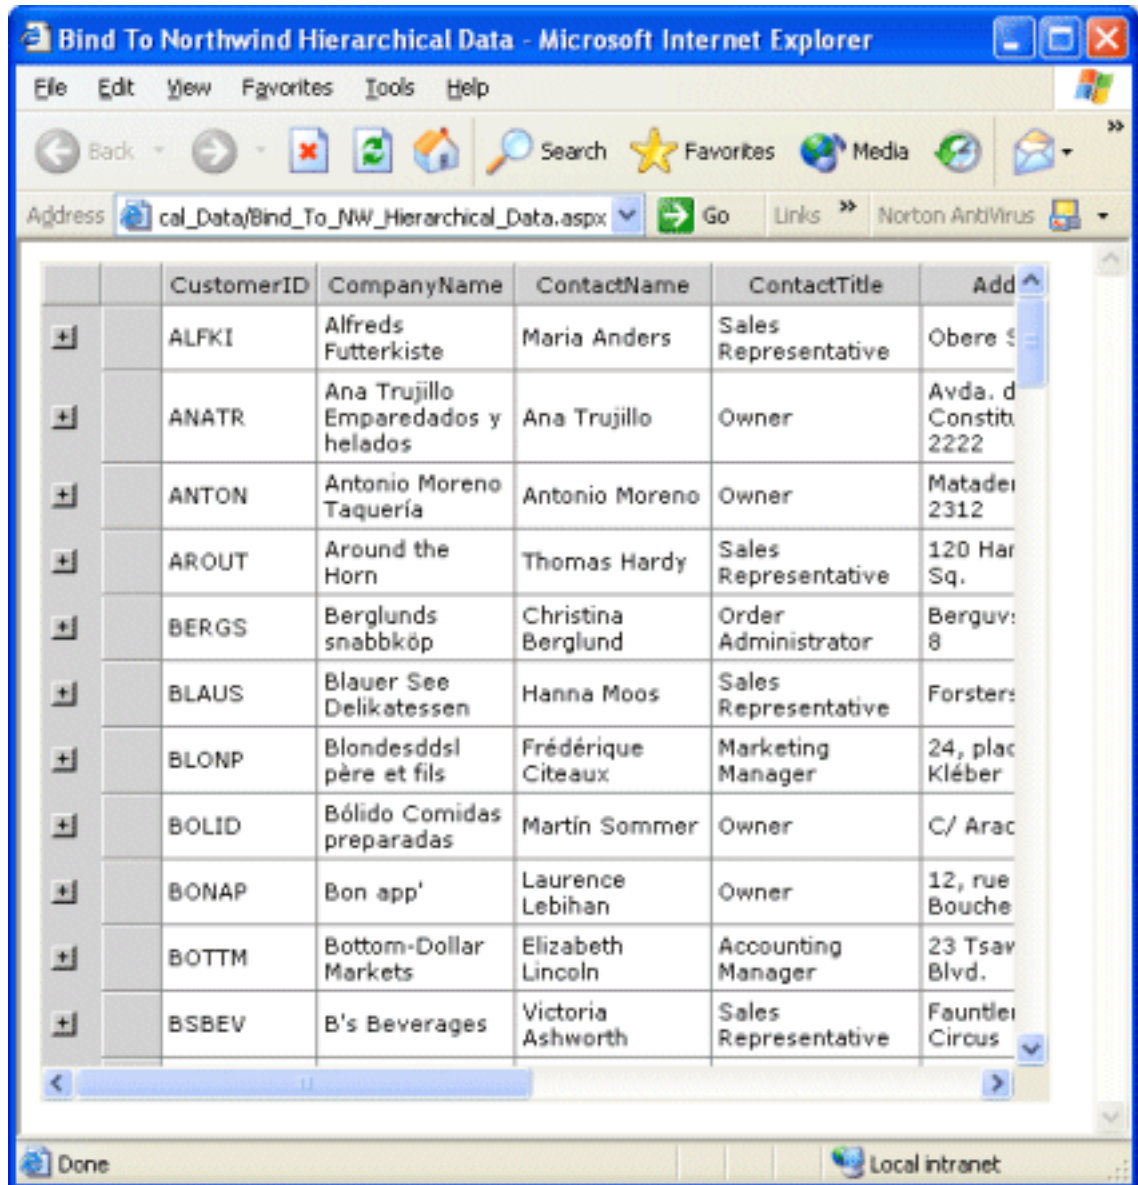 Bind To Northwind Hierarchical Data - Microsoft Internet Explorer
File Edit View Favorites Tools Help
Back Search Favorites Media
Address cal_Data/Bind_To_NW_Hierarchical_Data.aspx Go Links Norton AntiVirus
CustomerID CompanyName ContactName ContactTitle Add
ALFKI Alfreds Futterkiste Maria Anders Sales Representative Obere S
ANATR Ana Trujillo Emparedados y helados Ana Trujillo Owner Avda. d Constitu 2222
ANTON Antonio Moreno Taquería Antonio Moreno Owner Matader 2312
AROUT Around the Horn Thomas Hardy Sales Representative 120 Han Sq.
BERGS Berglunds snabbköp Christina Berglund Order Administrator Berguvs 8
BLAUS Blauer See Delikatessen Hanna Moos Sales Representative Forsters
BLONP Blondesddsl père et fils Frédérique Citeaux Marketing Manager 24, plac Kléber
BOLID Bólido Comidas preparadas Martín Sommer Owner C/ Arac
BONAP Bon app' Laurence Lebihan Owner 12, rue Bouche
BOTTM Bottom-Dollar Markets Elizabeth Lincoln Accounting Manager 23 Tsaw Blvd.
BSBEV B's Beverages Victoria Ashworth Sales Representative Fauntler Circus
Done Local intranet